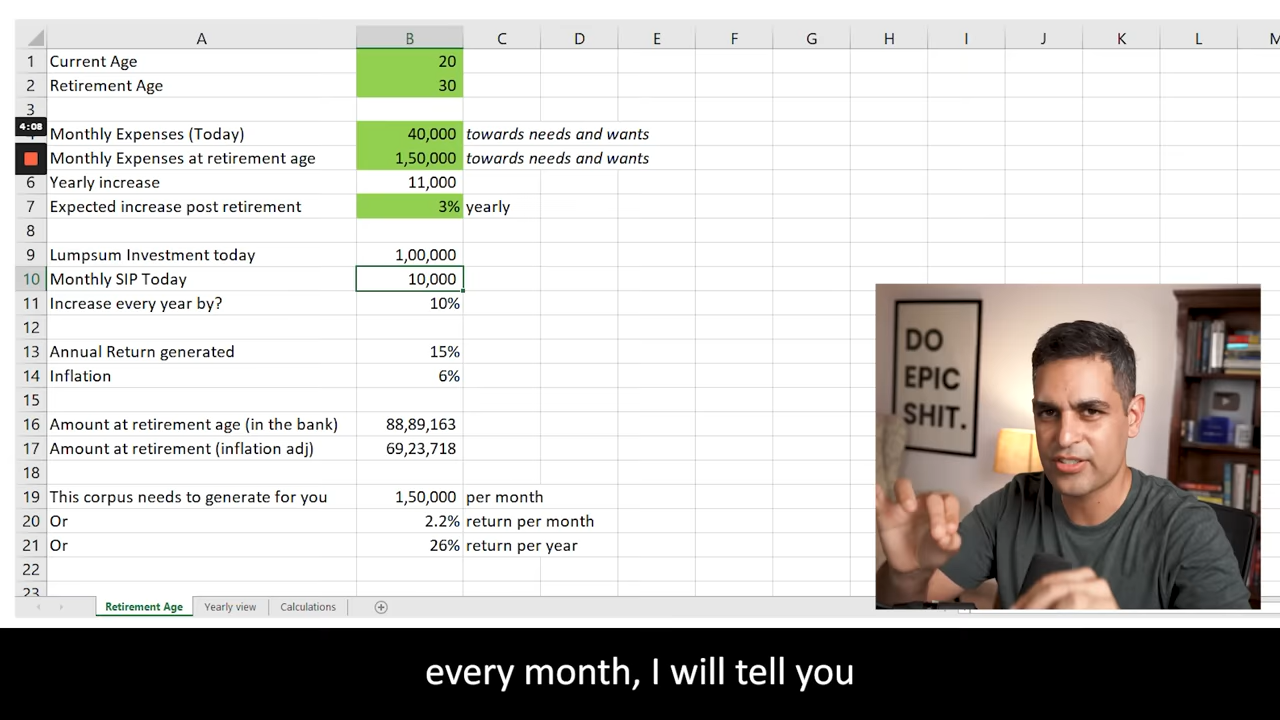 A B C D E F G H I J K L M
1 Current Age 20
2 Retirement Age 30
3
4:08
Monthly Expenses (Today) 40,000 towards needs and wants
Monthly Expenses at retirement age 1,50,000 towards needs and wants
6 Yearly increase 11,000
7 Expected increase post retirement 3% yearly
8
9 Lumpsum Investment today 1,00,000
10 Monthly SIP Today 10,000
11 Increase every year by? 10%
12
13 Annual Return generated 15%
14 Inflation 6%
15
16 Amount at retirement age (in the bank) 88,89,163
17 Amount at retirement (inflation adj) 69,23,718
18
19 This corpus needs to generate for you 1,50,000 per month
20 Or 2.2% return per month
21 Or 26% return per year
22
23
DO
EPIC
SHIT.
Retirement Age Yearly view Calculations
every month, I will tell you